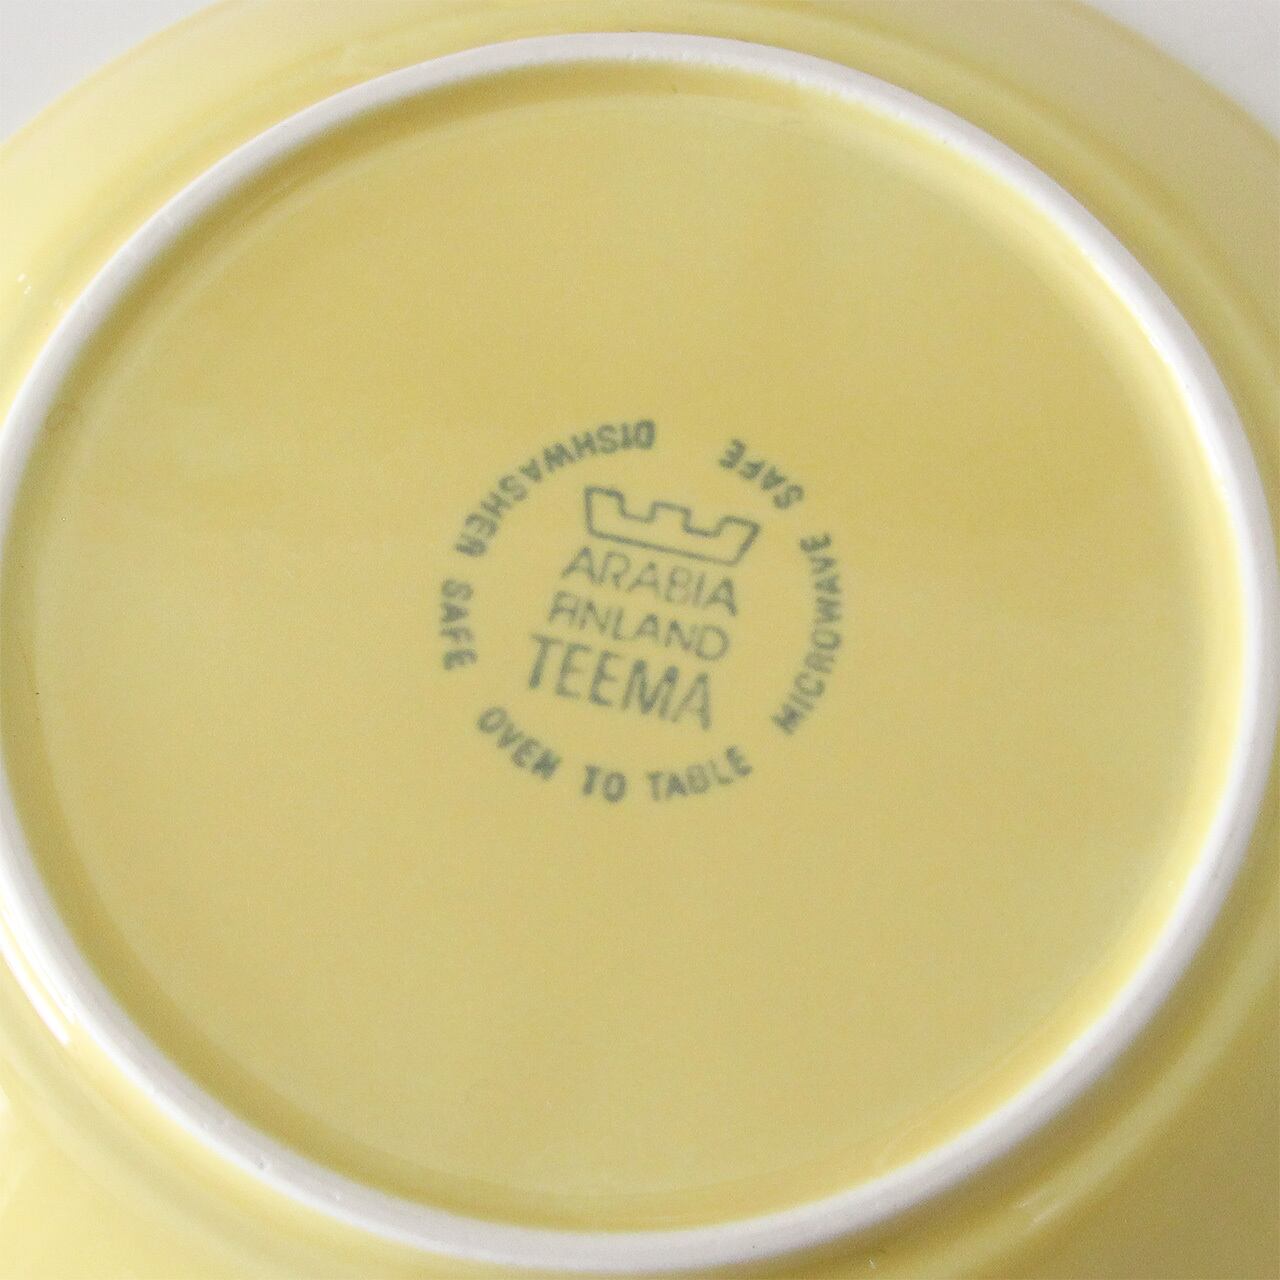 ARABIA
FINLAND
TEEMA
DISHWASHER SAFE
OVEN TO TABLE
MICROWAVE SAFE